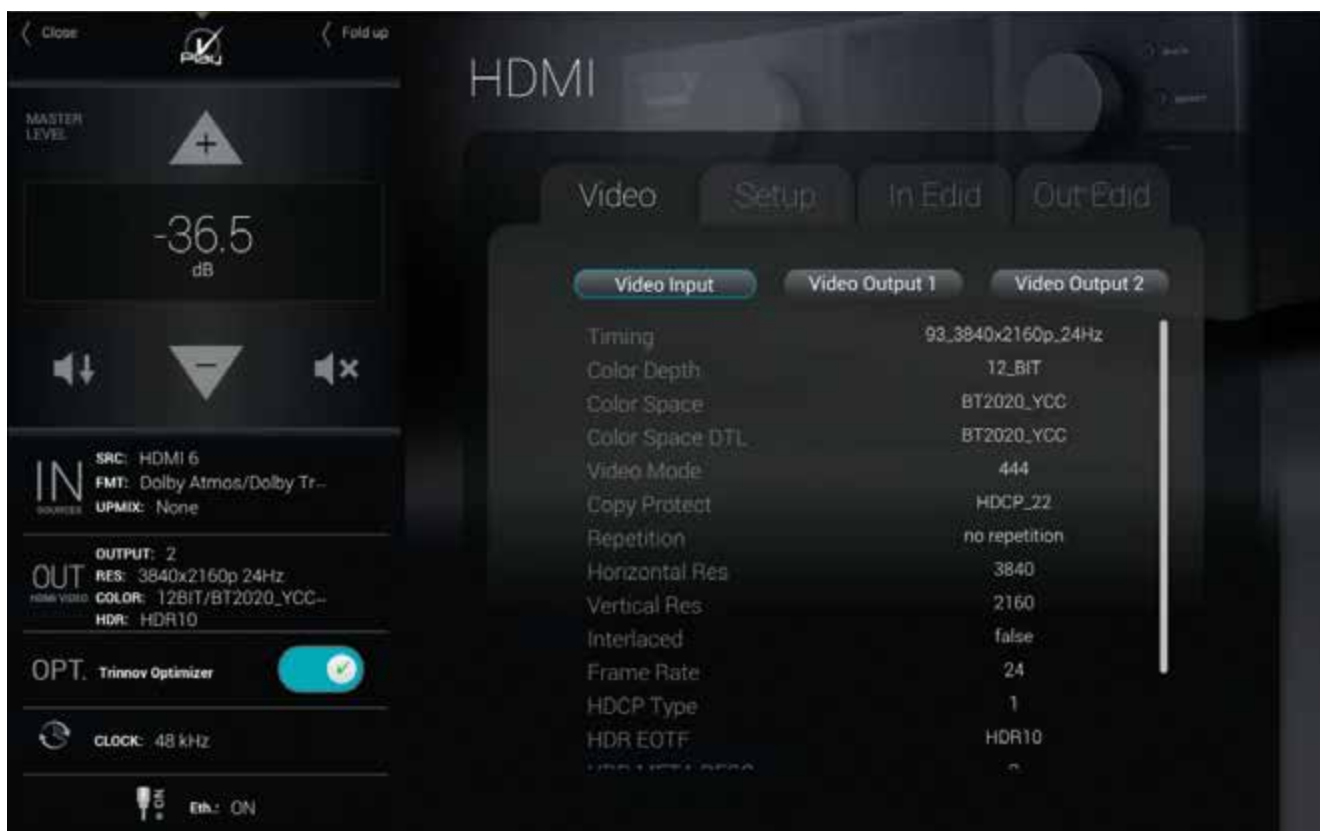 Close
Play
Fold up
MASTER
LEVEL
+
-36.5
dB
IN
SOURCES
SRC: HDMI 6
FMT: Dolby Atmos/Dolby Tr...
UPMIX: None
OUT
HDMI VIDEO
OUTPUT: 2
RES: 3840x2160p 24Hz
COLOR: 12BIT/BT2020_YCC...
HDR: HDR10
OPT. Trinnov Optimizer
CLOCK: 48 kHz
ON
Eth.: ON
HDMI
Video Setup In Edid Out Edid
Video Input Video Output 1 Video Output 2
Timing 93_3840x2160p_24Hz
Color Depth 12_BIT
Color Space BT2020_YCC
Color Space DTL BT2020_YCC
Video Mode 444
Copy Protect HDCP_22
Repetition no repetition
Horizontal Res 3840
Vertical Res 2160
Interlaced false
Frame Rate 24
HDCP Type 1
HDR EOTF HDR10